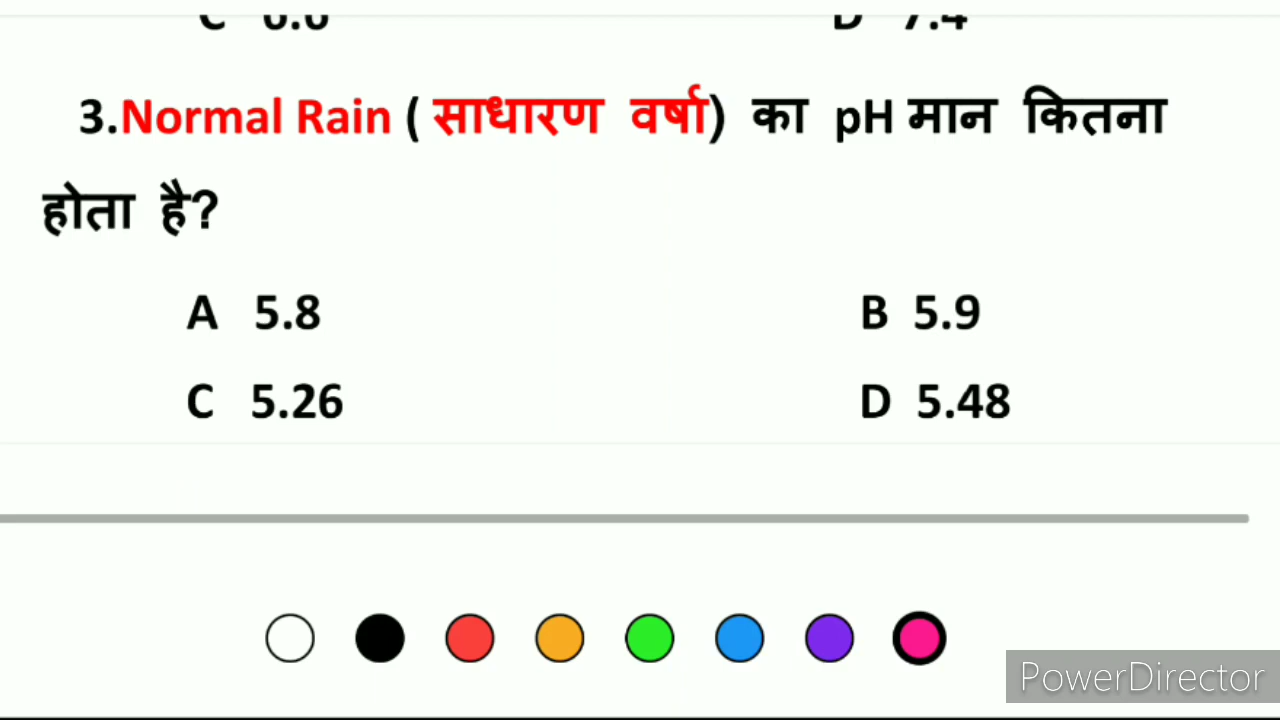 3.Normal Rain ( साधारण वर्षा) का pH मान कितना
होता है?
A 5.8 B 5.9
C 5.26 D 5.48
PowerDirector